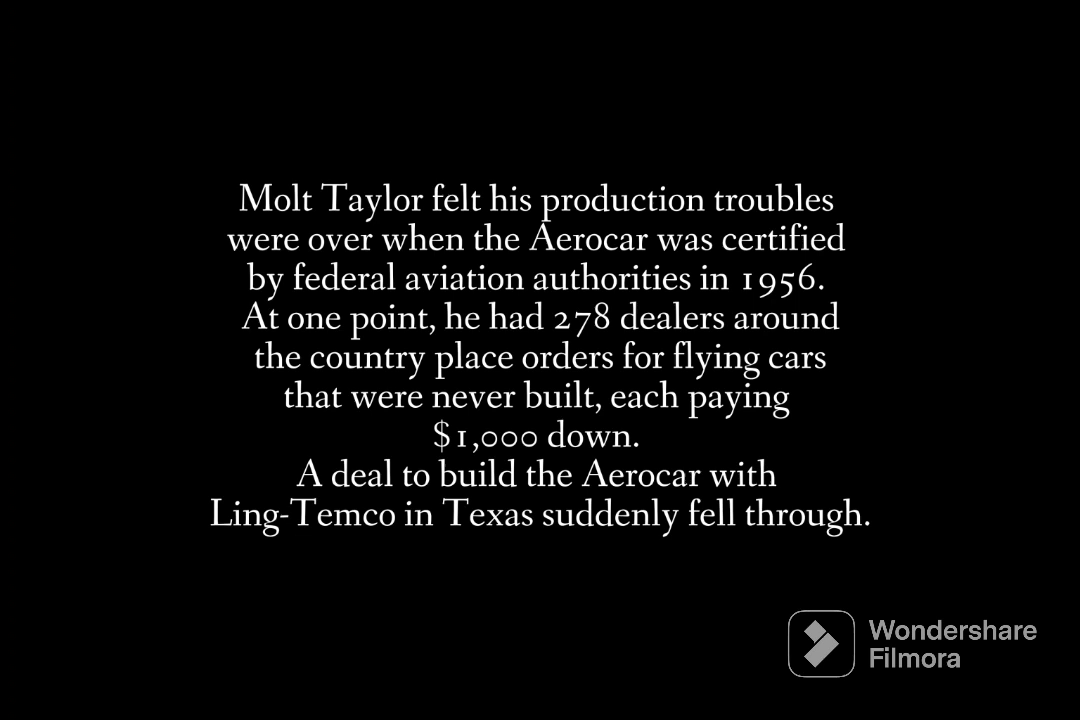 Molt Taylor felt his production troubles
were over when the Aerocar was certified
by federal aviation authorities in 1956.
At one point, he had 278 dealers around
the country place orders for flying cars
that were never built, each paying
$1,000 down.
A deal to build the Aerocar with
Ling-Temco in Texas suddenly fell through.
Wondershare
Filmora